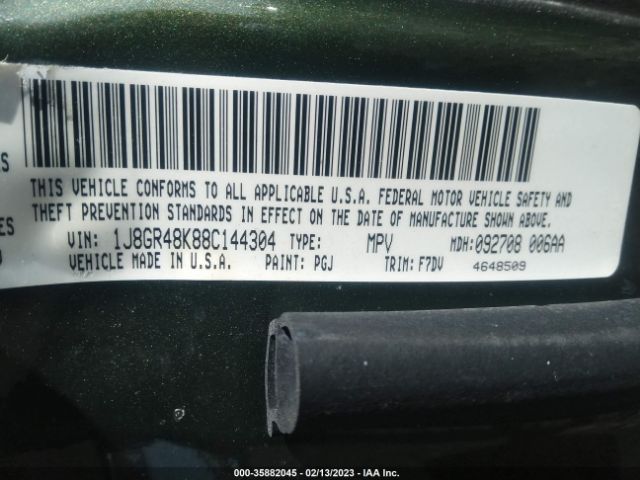 THIS VEHICLE CONFORMS TO ALL APPLICABLE U.S.A. FEDERAL MOTOR VEHICLE SAFETY AND
THEFT PREVENTION STANDARDS IN EFFECT ON THE DATE OF MANUFACTURE SHOWN ABOVE.
VIN: 1J8GR48K88C144304 TYPE: MPV MDH: 092708 006AA
VEHICLE MADE IN U.S.A. PAINT: PGJ TRIM: F7DV 4648509
000-35882045 - 02/13/2023 - IAA Inc.